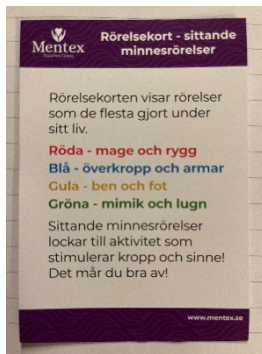 Mentex
Rörelsekort - sittande
minnesrörelser
Rörelsekorten visar rörelser
som de flesta gjort under
sitt liv.
Röda - mage och rygg
Blå - överkropp och armar
Gula - ben och fot
Gröna - mimik och lugn
Sittande minnesrörelser
lockar till aktivitet som
stimulerar kropp och sinne!
Det mår du bra av!
www.mentex.se